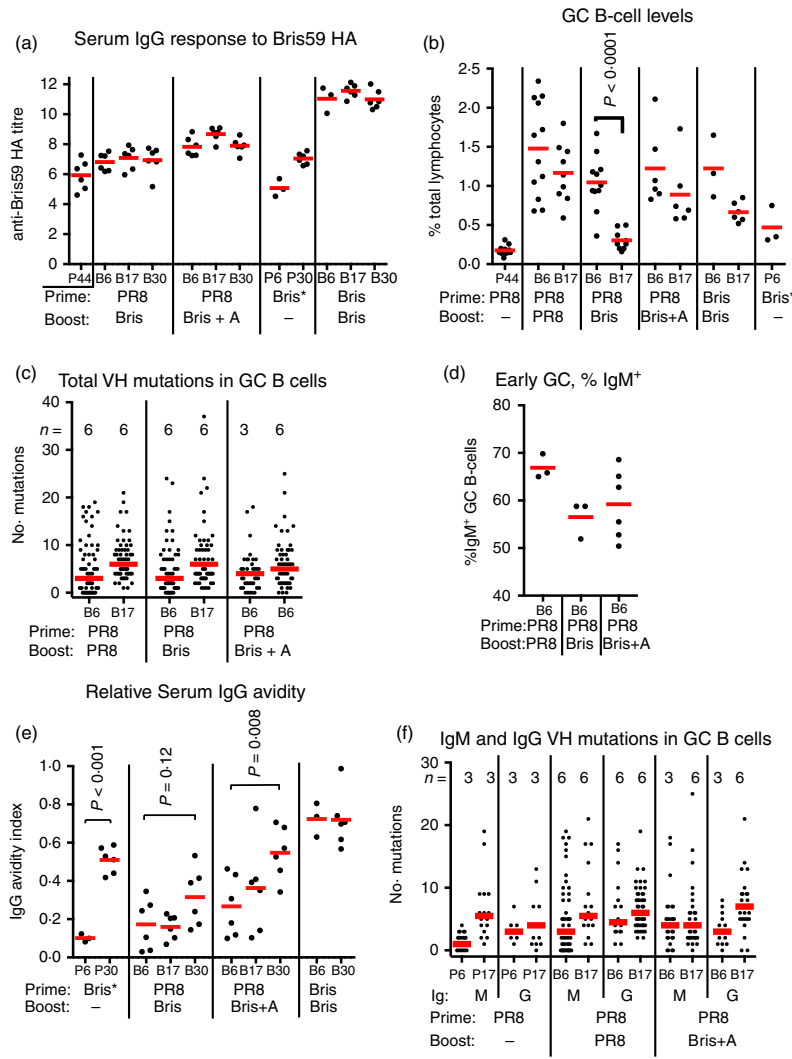 (a)
Serum IgG response to Bris59 HA
anti-Bris59 HA titre
12
10
8
6
4
2
0
P44 B6 B17 B30 B6 B17 B30 P6 P30 B6 B17 B30
Prime: PR8 PR8 Bris* Bris
Boost: Bris Bris + A – Bris
(b)
GC B-cell levels
% total lymphocytes
P < 0·0001
2·5
2·0
1·5
1·0
0·5
0·0
P44 B6 B17 B6 B17 B6 B17 B6 B17 P6
Prime: PR8 PR8 PR8 PR8 Bris Bris*
Boost: – PR8 Bris Bris+A Bris –
(c)
Total VH mutations in GC B cells
No· mutations
40
30
20
10
0
n = 6 6 6 6 3 6
B6 B17 B6 B17 B6 B6
Prime: PR8 PR8 PR8
Boost: PR8 Bris Bris + A
(d)
Early GC, % IgM+
%IgM+ GC B-cells
80
70
60
50
40
B6 B6 B6
Prime: PR8 PR8 PR8
Boost: PR8 Bris Bris+A
(e)
Relative Serum IgG avidity
IgG avidity index
P < 0·001
P = 0·12
P = 0·008
1·0
0·8
0·6
0·4
0·2
0·0
P6 P30 B6 B17 B30 B6 B17 B30 B6 B30
Prime: Bris* PR8 PR8 Bris
Boost: – Bris Bris+A Bris
(f)
IgM and IgG VH mutations in GC B cells
No· mutations
30
20
10
0
n = 3 3 3 3 6 6 6 6 3 6 3 6
P6 P17 P6 P17 B6 B17 B6 B17 B6 B17 B6 B17
Ig: M G M G M G
Prime: PR8 PR8 PR8
Boost: – PR8 Bris+A